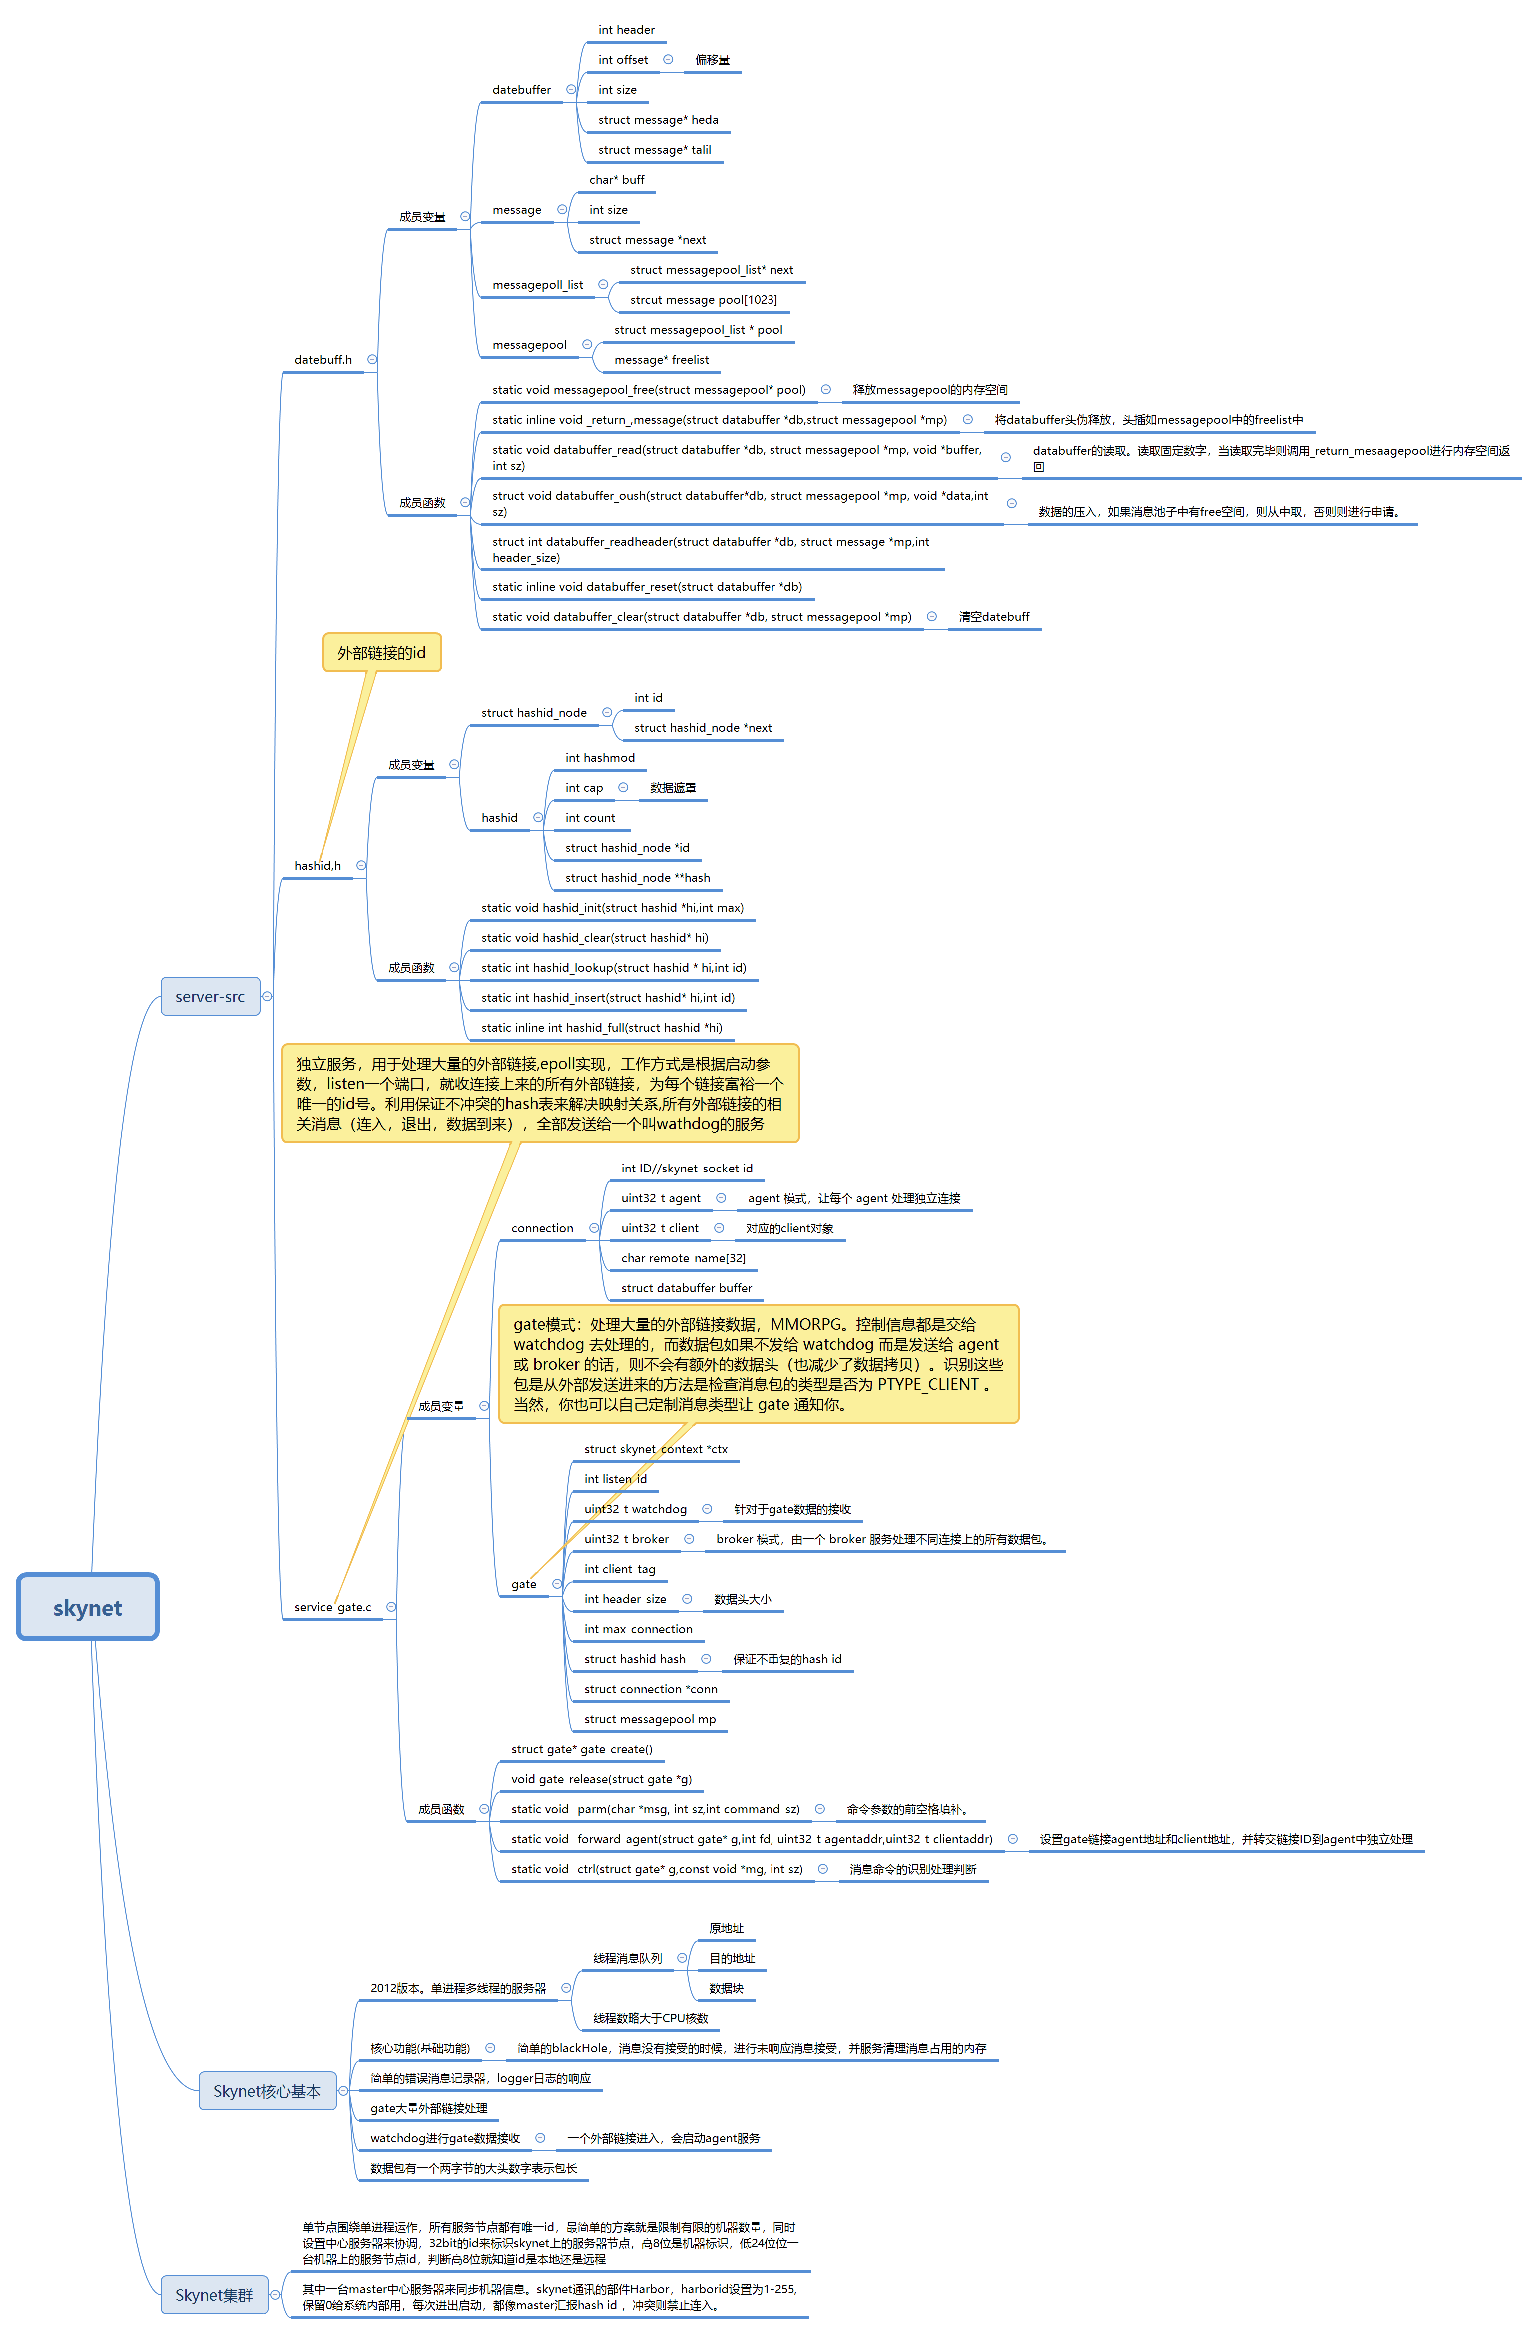 int header
int offset
偏移量
datebuffer
int size
struct message* heda
struct message* talil
char* buff
成员变量
message
int size
struct message *next
messagepoll_list
struct messagepool_list* next
strcut message pool[1023]
messagepool
struct messagepool_list * pool
message* freelist
datebuff.h
static void messagepool_free(struct messagepool* pool)
释放messagepool的内存空间
static inline void _return_,message(struct databuffer *db,struct messagepool *mp)
将databuffer头伪释放，头插如messagepool中的freelist中
static void databuffer_read(struct databuffer *db, struct messagepool *mp, void *buffer,
int sz)
databuffer的读取。读取固定数字，当读取完毕则调用_return_mesaagepool进行内存空间返
回
成员函数
struct void databuffer_oush(struct databuffer*db, struct messagepool *mp, void *data,int
sz)
数据的压入，如果消息池子中有free空间，则从中取，否则则进行申请。
struct int databuffer_readheader(struct databuffer *db, struct message *mp,int
header_size)
static inline void databuffer_reset(struct databuffer *db)
static void databuffer_clear(struct databuffer *db, struct messagepool *mp)
清空datebuff
外部链接的id
struct hashid_node
int id
struct hashid_node *next
成员变量
int hashmod
int cap
数据遮罩
hashid
int count
struct hashid_node *id
struct hashid_node **hash
hashid,h
static void hashid_init(struct hashid *hi,int max)
static void hashid_clear(struct hashid* hi)
成员函数
static int hashid_lookup(struct hashid * hi,int id)
static int hashid_insert(struct hashid* hi,int id)
static inline int hashid_full(struct hashid *hi)
server-src
独立服务，用于处理大量的外部链接,epoll实现，工作方式是根据启动参
数，listen一个端口，就收连接上来的所有外部链接，为每个链接富裕一个
唯一的id号。利用保证不冲突的hash表来解决映射关系,所有外部链接的相
关消息（连入，退出，数据到来），全部发送给一个叫wathdog的服务
int ID//skynet_socket id
uint32_t agent
agent 模式，让每个 agent 处理独立连接
connection
uint32_t client
对应的client对象
char remote_name[32]
struct databuffer buffer
gate模式：处理大量的外部链接数据，MMORPG。控制信息都是交给
watchdog 去处理的，而数据包如果不发给 watchdog 而是发送给 agent
或 broker 的话，则不会有额外的数据头（也减少了数据拷贝）。识别这些
包是从外部发送进来的方法是检查消息包的类型是否为 PTYPE_CLIENT 。
当然，你也可以自己定制消息类型让 gate 通知你。
成员变量
struct skynet_context *ctx
int listen_id
uint32_t watchdog
针对于gate数据的接收
uint32_t broker
broker 模式，由一个 broker 服务处理不同连接上的所有数据包。
int client_tag
gate
int header_size
数据头大小
int max_connection
struct hashid hash
保证不重复的hash id
struct connection *conn
struct messagepool mp
service_gate.c
struct gate* gate_create()
void gate_release(struct gate *g)
成员函数
static void _parm(char *msg, int sz,int command_sz)
命令参数的前空格填补。
static void _forward_agent(struct gate* g,int fd, uint32_t agentaddr,uint32_t clientaddr)
设置gate链接agent地址和client地址，并转交链接ID到agent中独立处理
static void _ctrl(struct gate* g,const void *mg, int sz)
消息命令的识别处理判断
skynet
原地址
线程消息队列
目的地址
数据块
2012版本。单进程多线程的服务器
线程数略大于CPU核数
核心功能(基础功能)
简单的blackHole，消息没有接受的时候，进行未响应消息接受，并服务清理消息占用的内存
简单的错误消息记录器，logger日志的响应
Skynet核心基本
gate大量外部链接处理
watchdog进行gate数据接收
一个外部链接进入，会启动agent服务
数据包有一个两字节的大头数字表示包长
单节点围绕单进程运作，所有服务节点都有唯一id，最简单的方案就是限制有限的机器数量，同时
设置中心服务器来协调，32bit的id来标识skynet上的服务器节点，高8位是机器标识，低24位位一
台机器上的服务节点id，判断高8位就知道id是本地还是远程
Skynet集群
其中一台master中心服务器来同步机器信息。skynet通讯的部件Harbor，harborid设置为1-255,
保留0给系统内部用，每次进出启动，都像master汇报hash id ，冲突则禁止连入。